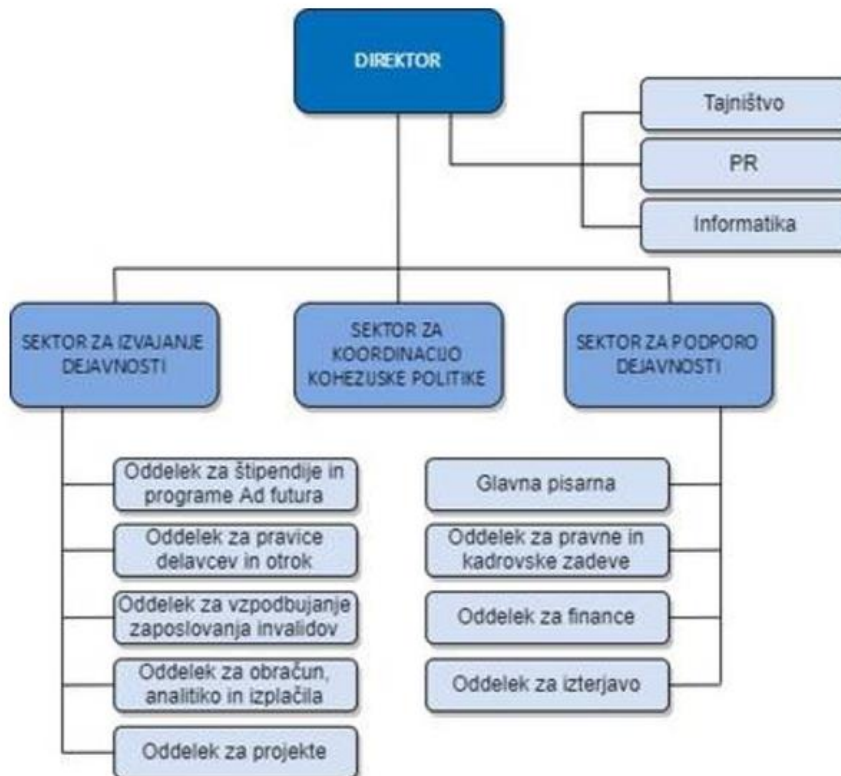 DIREKTOR
Tajništvo
PR
Informatika
SEKTOR ZA IZVAJANJE
DEJAVNOSTI
SEKTOR ZA
KOORDINACIJO
KOHEZIJSKE POLITIKE
SEKTOR ZA PODPORO
DEJAVNOSTI
Oddelek za štipendije in
programe Ad futura
Oddelek za pravice
delavcev in otrok
Oddelek za vzpodbujanje
zaposlovanja invalidov
Oddelek za obračun,
analitiko in izplačila
Oddelek za projekte
Glavna pisarna
Oddelek za pravne in
kadrovske zadeve
Oddelek za finance
Oddelek za izterjavo